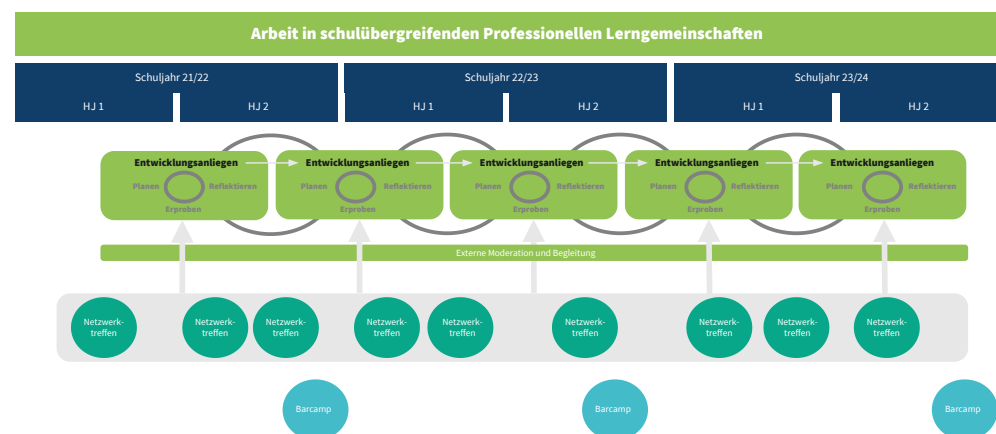 Arbeit in schulübergreifenden Professionellen Lerngemeinschaften
Schuljahr 21/22
Schuljahr 22/23
Schuljahr 23/24
HJ 1
HJ 2
HJ 1
HJ 2
HJ 1
HJ 2
Entwicklungsanliegen
Entwicklungsanliegen
Entwicklungsanliegen
Entwicklungsanliegen
Entwicklungsanliegen
Planen
Reflektieren
Planen
Reflektieren
Planen
Reflektieren
Planen
Reflektieren
Planen
Reflektieren
Erproben
Erproben
Erproben
Erproben
Erproben
Externe Moderation und Begleitung
Netzwerk-
treffen
Netzwerk-
treffen
Netzwerk-
treffen
Netzwerk-
treffen
Netzwerk-
treffen
Netzwerk-
treffen
Netzwerk-
treffen
Netzwerk-
treffen
Netzwerk-
treffen
Barcamp
Barcamp
Barcamp